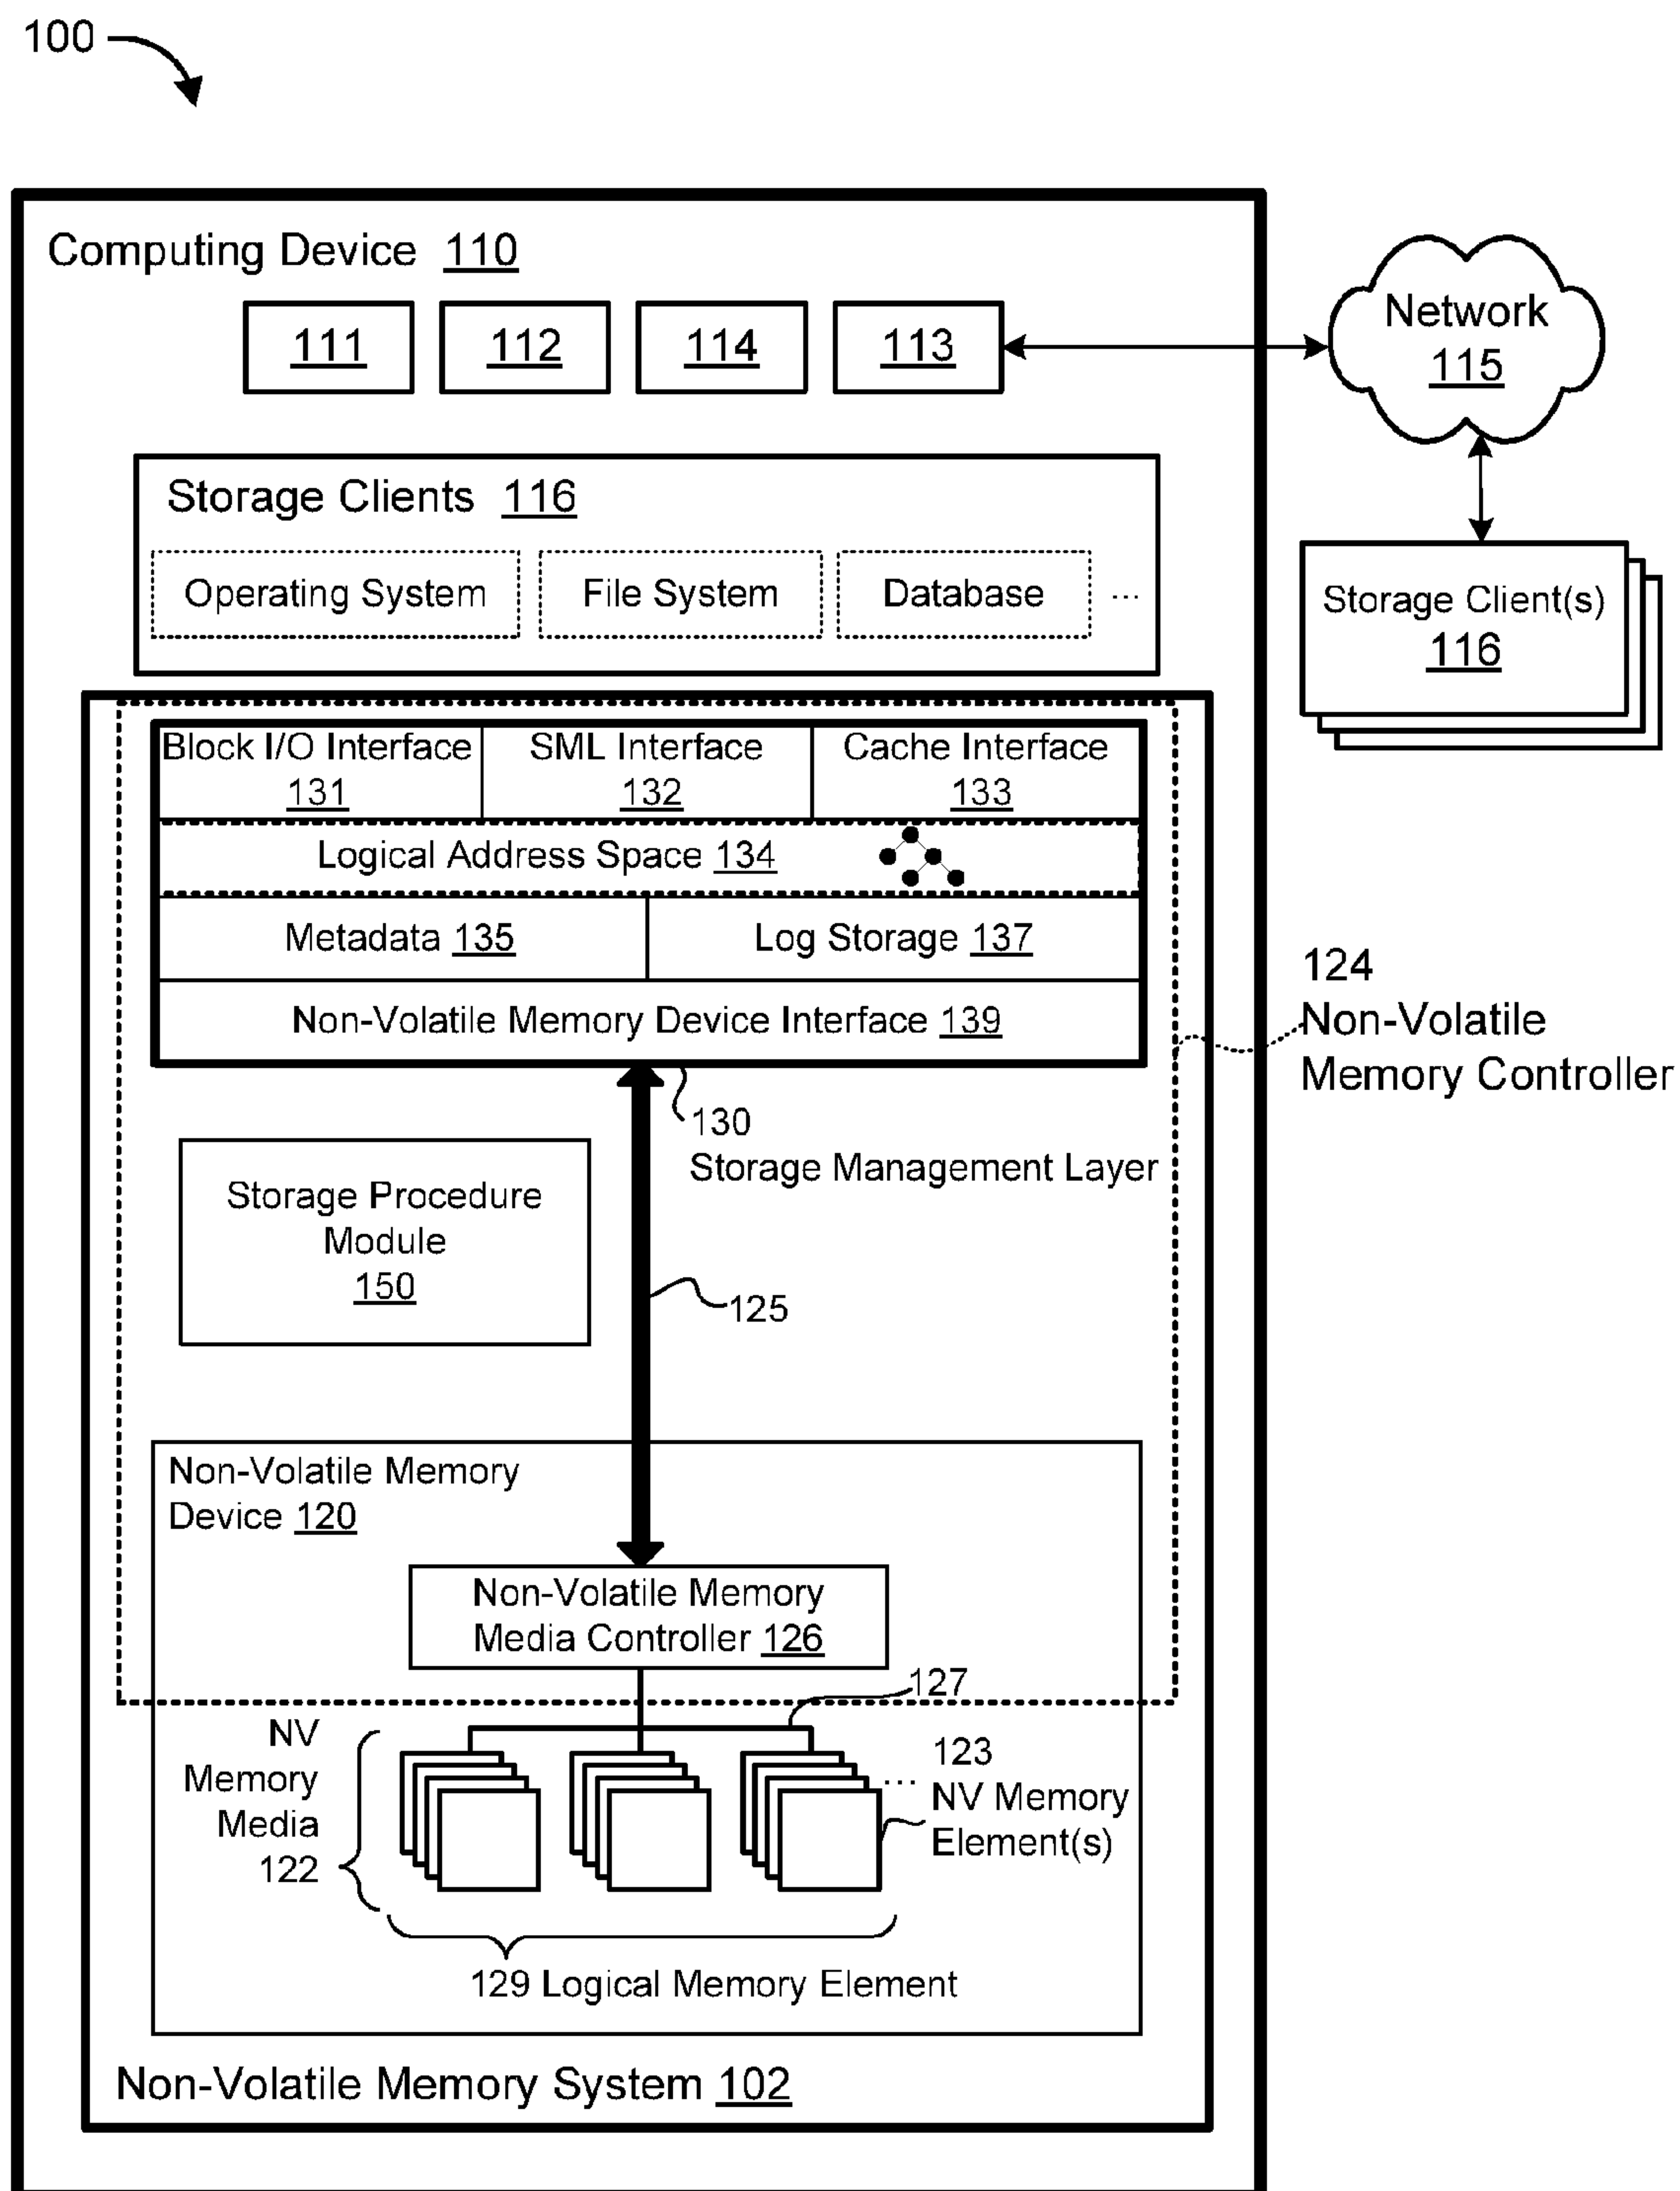 100
Computing Device 110
111 112 114 113
Network
115
Storage Clients 116
Operating System File System Database ...
Storage Client(s)
116
Block I/O Interface
131
SML Interface
132
Cache Interface
133
Logical Address Space 134
Metadata 135 Log Storage 137
Non-Volatile Memory Device Interface 139
124
Non-Volatile
Memory Controller
130
Storage Management Layer
Storage Procedure
Module
150
125
Non-Volatile Memory
Device 120
Non-Volatile Memory
Media Controller 126
127
NV
Memory
Media
122
...
123
NV Memory
Element(s)
129 Logical Memory Element
Non-Volatile Memory System 102